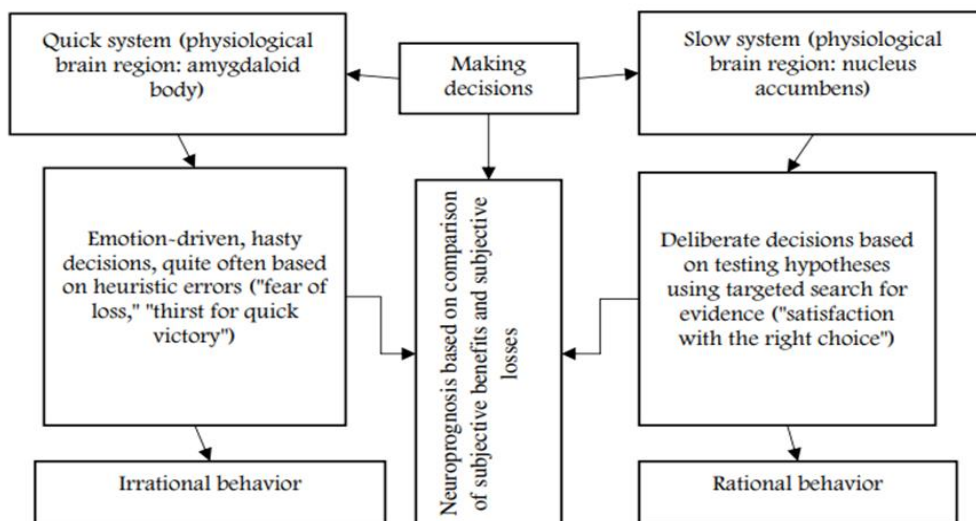 Quick system (physiological
brain region: amygdaloid
body)
Making
decisions
Slow system (physiological
brain region: nucleus
accumbens)
Emotion-driven, hasty
decisions, quite often based
on heuristic errors ("fear of
loss," "thirst for quick
victory")
Neuroprognosis based on comparison
of subjective benefits and subjective
losses
Deliberate decisions based
on testing hypotheses
using targeted search for
evidence ("satisfaction
with the right choice")
Irrational behavior
Rational behavior